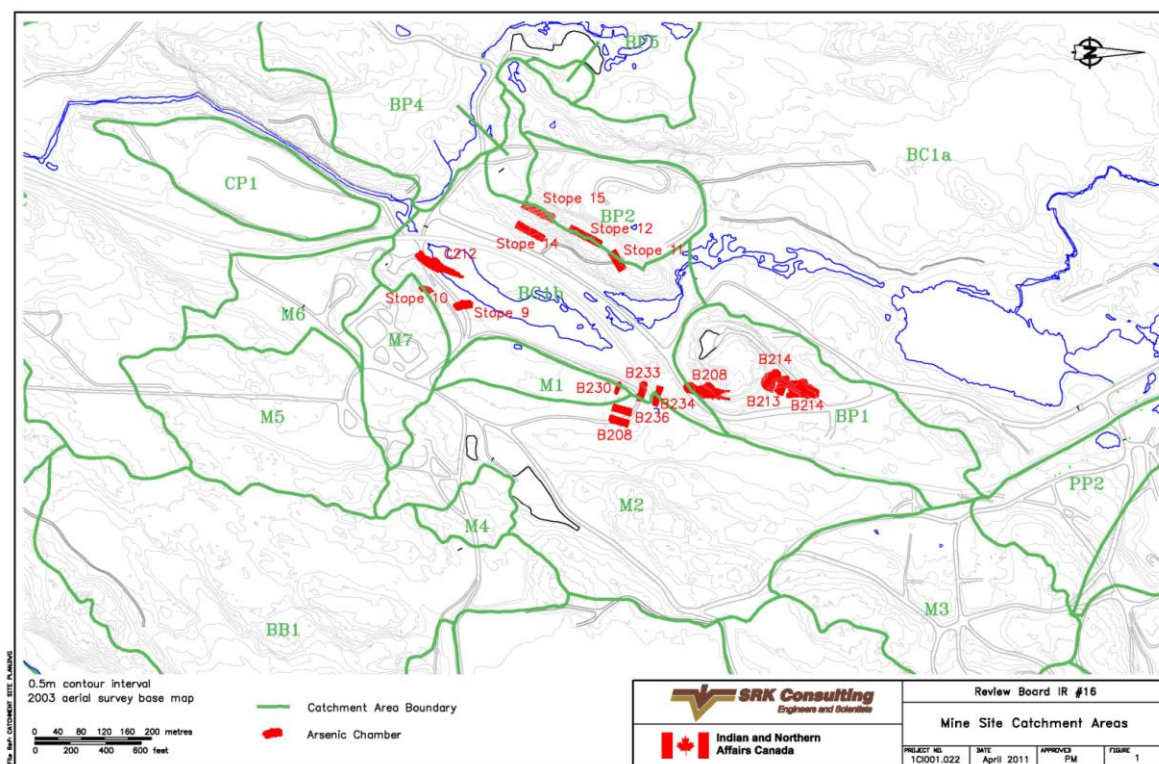 BP5
N
BP4
BC1a
CP1
Stope 15
BP2
Stope 12
Stope 14
Stope 11
C212
BC1b
Stope 10
Stope 9
M6
M7
B214
B233
B208
M1
B230
B213
B214
B234
B236
M5
BP1
B208
PP2
M2
M4
M3
BB1
0.5m contour interval
2003 aerial survey base map
0 40 80 120 160 200 metres
0 200 400 600 feet
Catchment Area Boundary
Arsenic Chamber
SRK Consulting
Engineers and Scientists
Indian and Northern
Affairs Canada
Review Board IR #16
Mine Site Catchment Areas
PROJECT NO.
1CI001.022
DATE
April 2011
APPROVED
PM
FIGURE
1